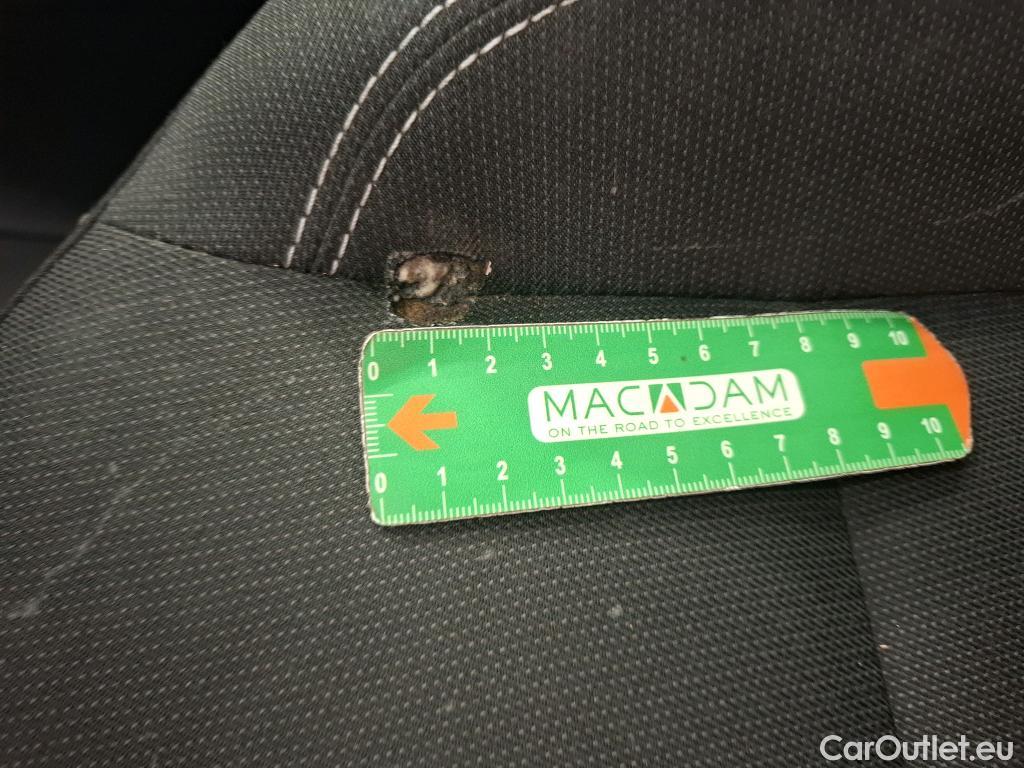 0 1 2 3 4 5 6 7 8 9 10
MACADAM
ON THE ROAD TO EXCELLENCE
0 1 2 3 4 5 6 7 8 9 10
CarOutlet.eu